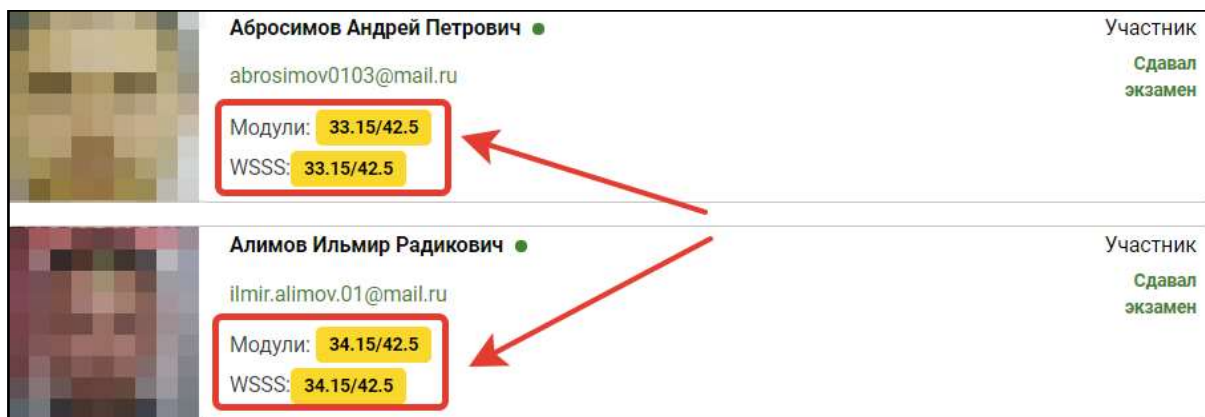 Абросимов Андрей Петрович
Участник
abrosimov0103@mail.ru
Сдавал
экзамен
Модули: 33.15/42.5
WSSS: 33.15/42.5
Алимов Ильмир Радикович
Участник
ilmir.alimov.01@mail.ru
Сдавал
экзамен
Модули: 34.15/42.5
WSSS: 34.15/42.5